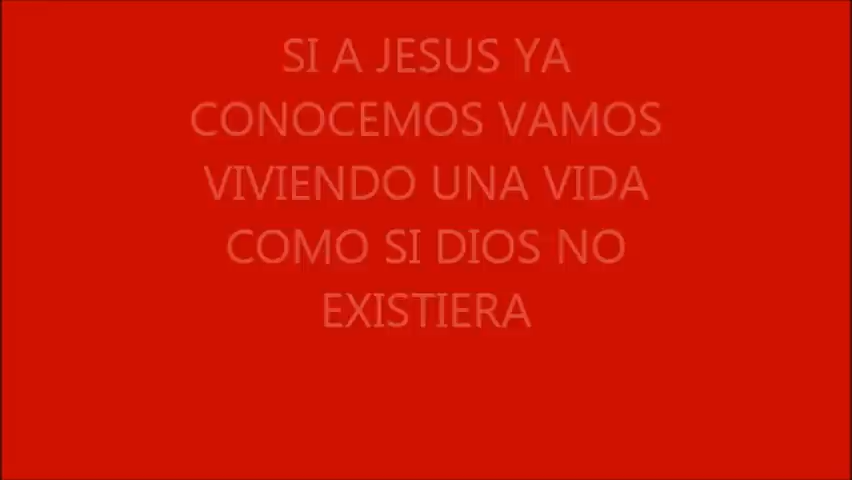 SI A JESUS YA
CONOCEMOS VAMOS
VIVIENDO UNA VIDA
COMO SI DIOS NO
EXISTIERA